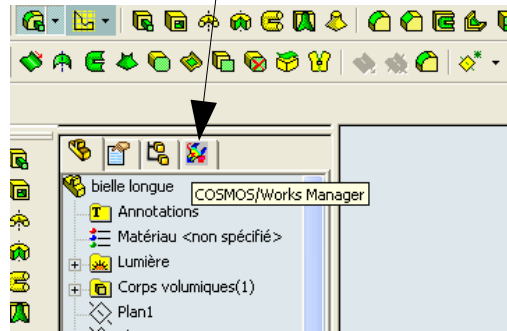 bielle longue
COSMOS/Works Manager
T Annotations
Matériau <non spécifié>
Lumière
Corps volumiques(1)
Plan1